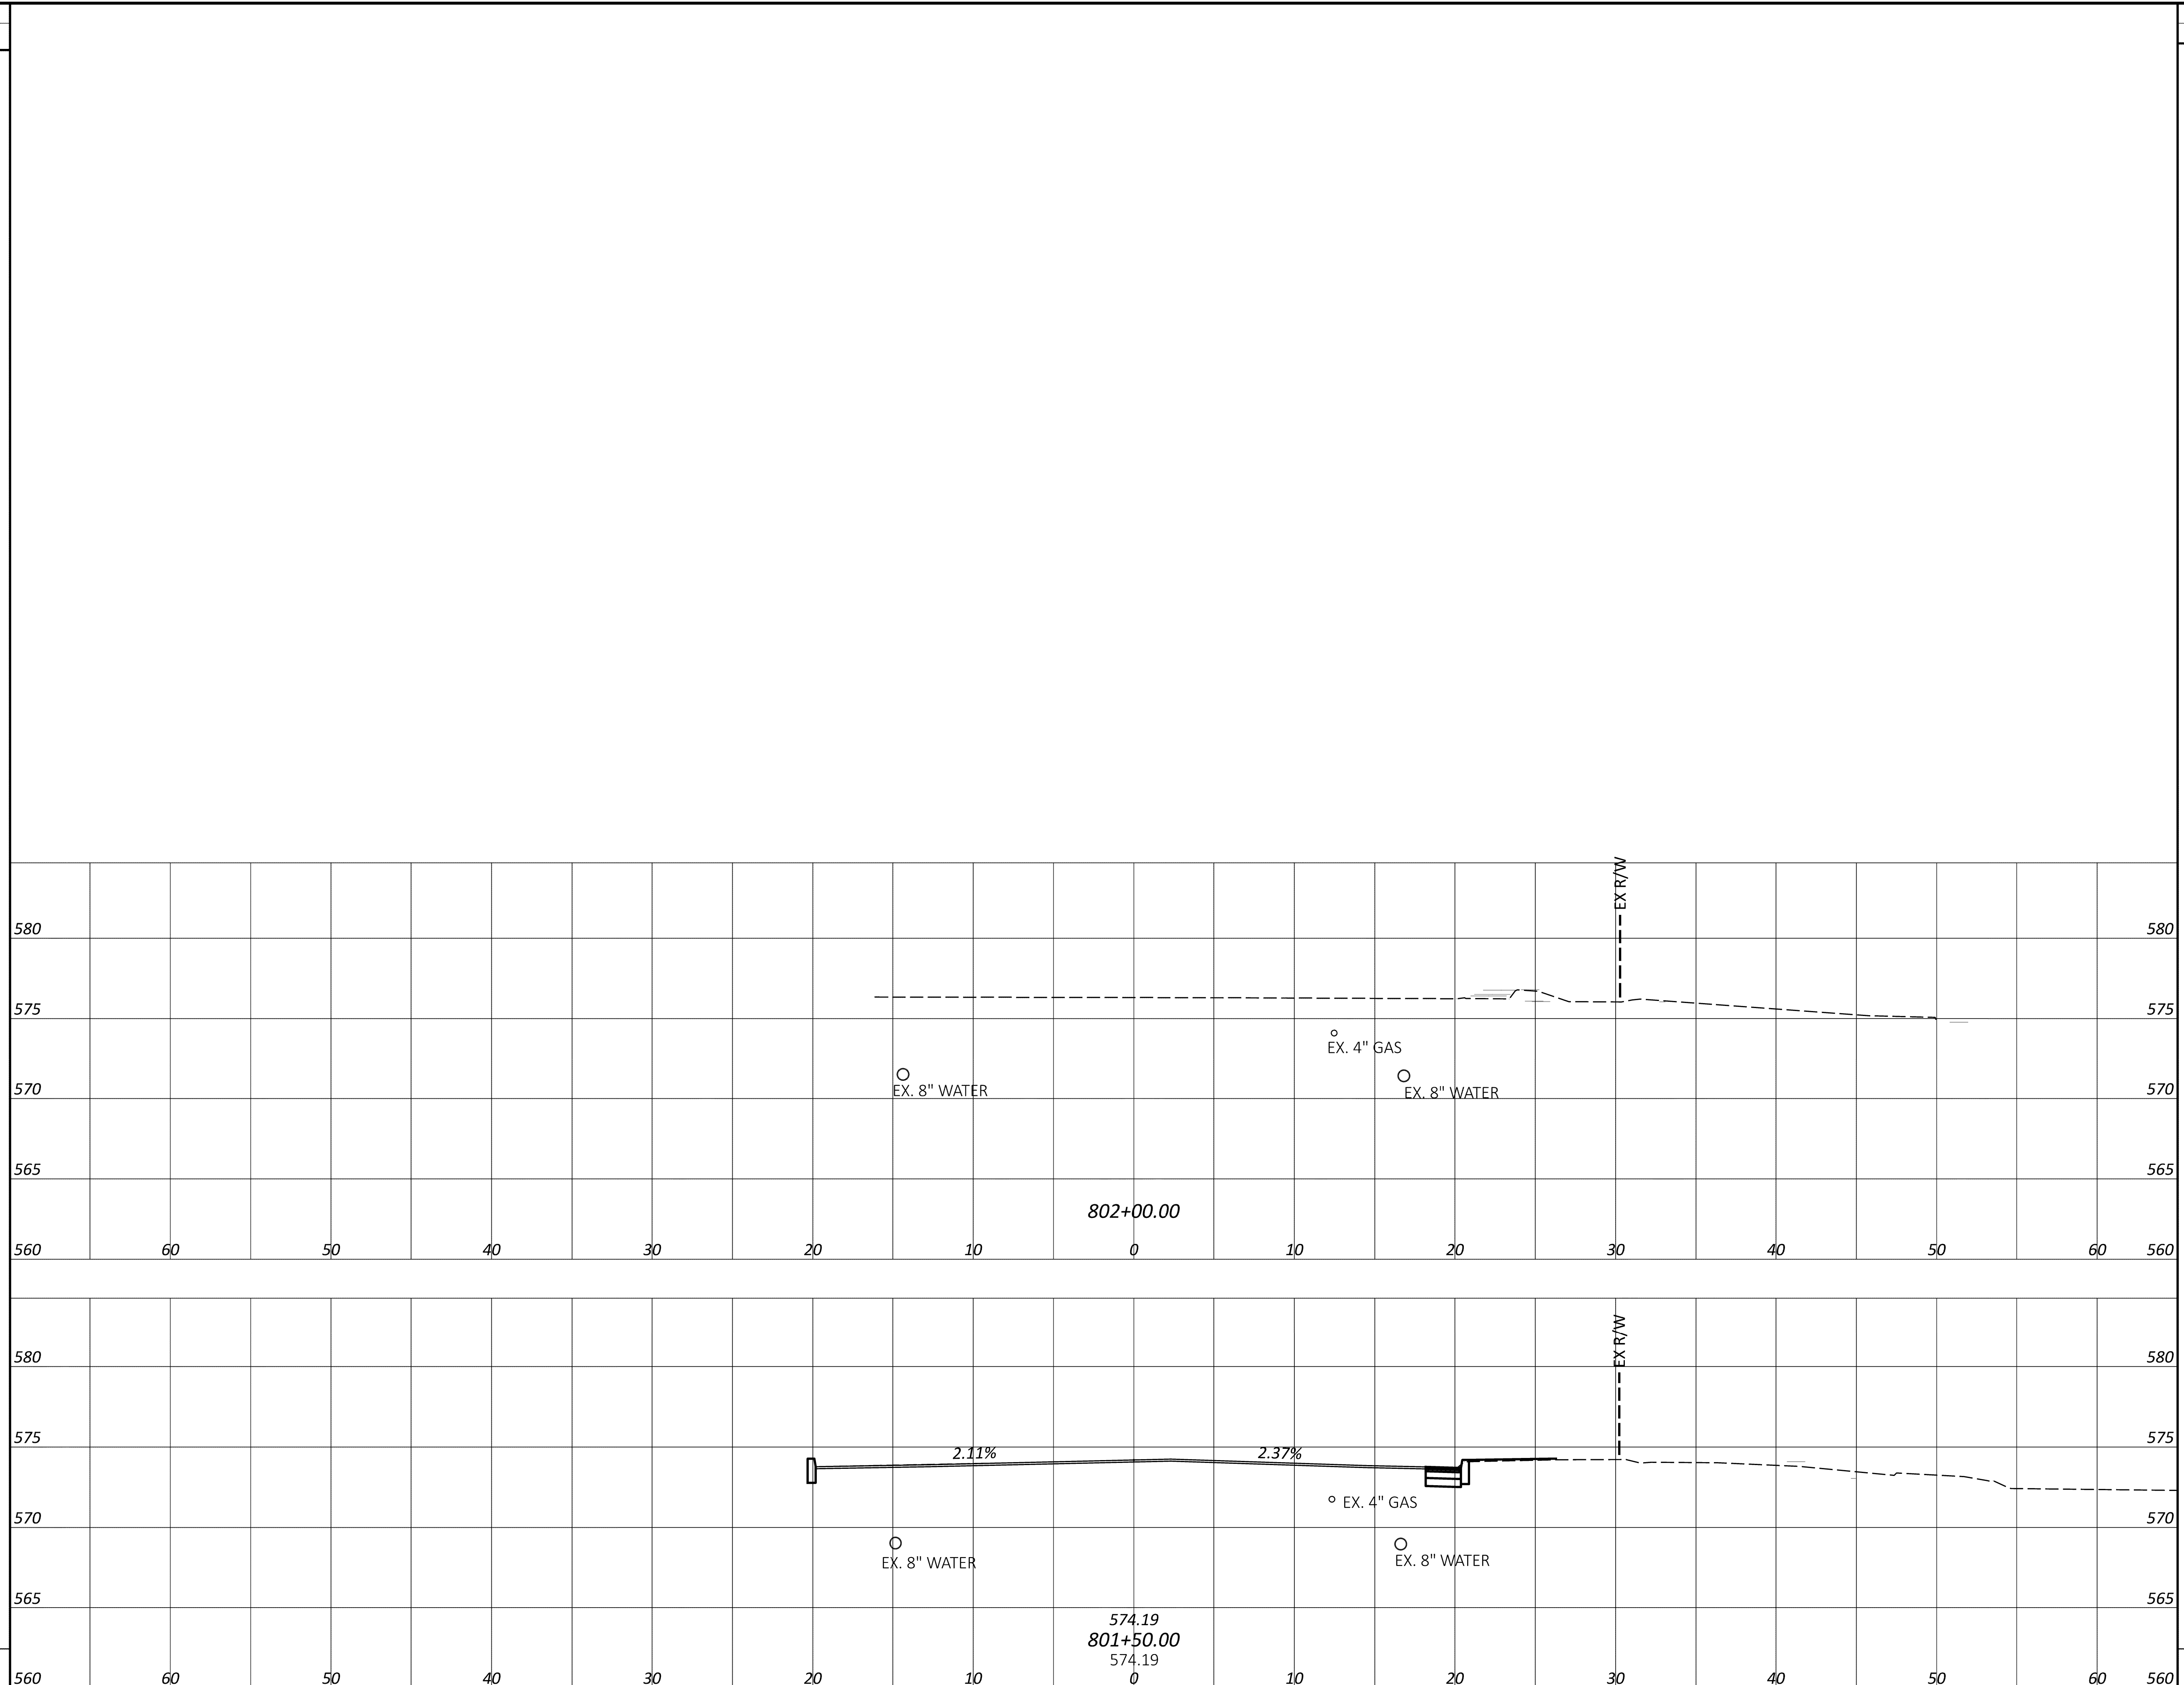 EX R/W
580 580
575 575
EX. 4" GAS
570 EX. 8" WATER EX. 8" WATER 570
565 565
802+00.00
560 60 50 40 30 20 10 0 10 20 30 40 50 60 560
EX R/W
580 580
575 2.11% 2.37% 575
EX. 4" GAS
570 570
EX. 8" WATER EX. 8" WATER
565 565
574.19
801+50.00
574.19
560 60 50 40 30 20 10 0 10 20 30 40 50 60 560